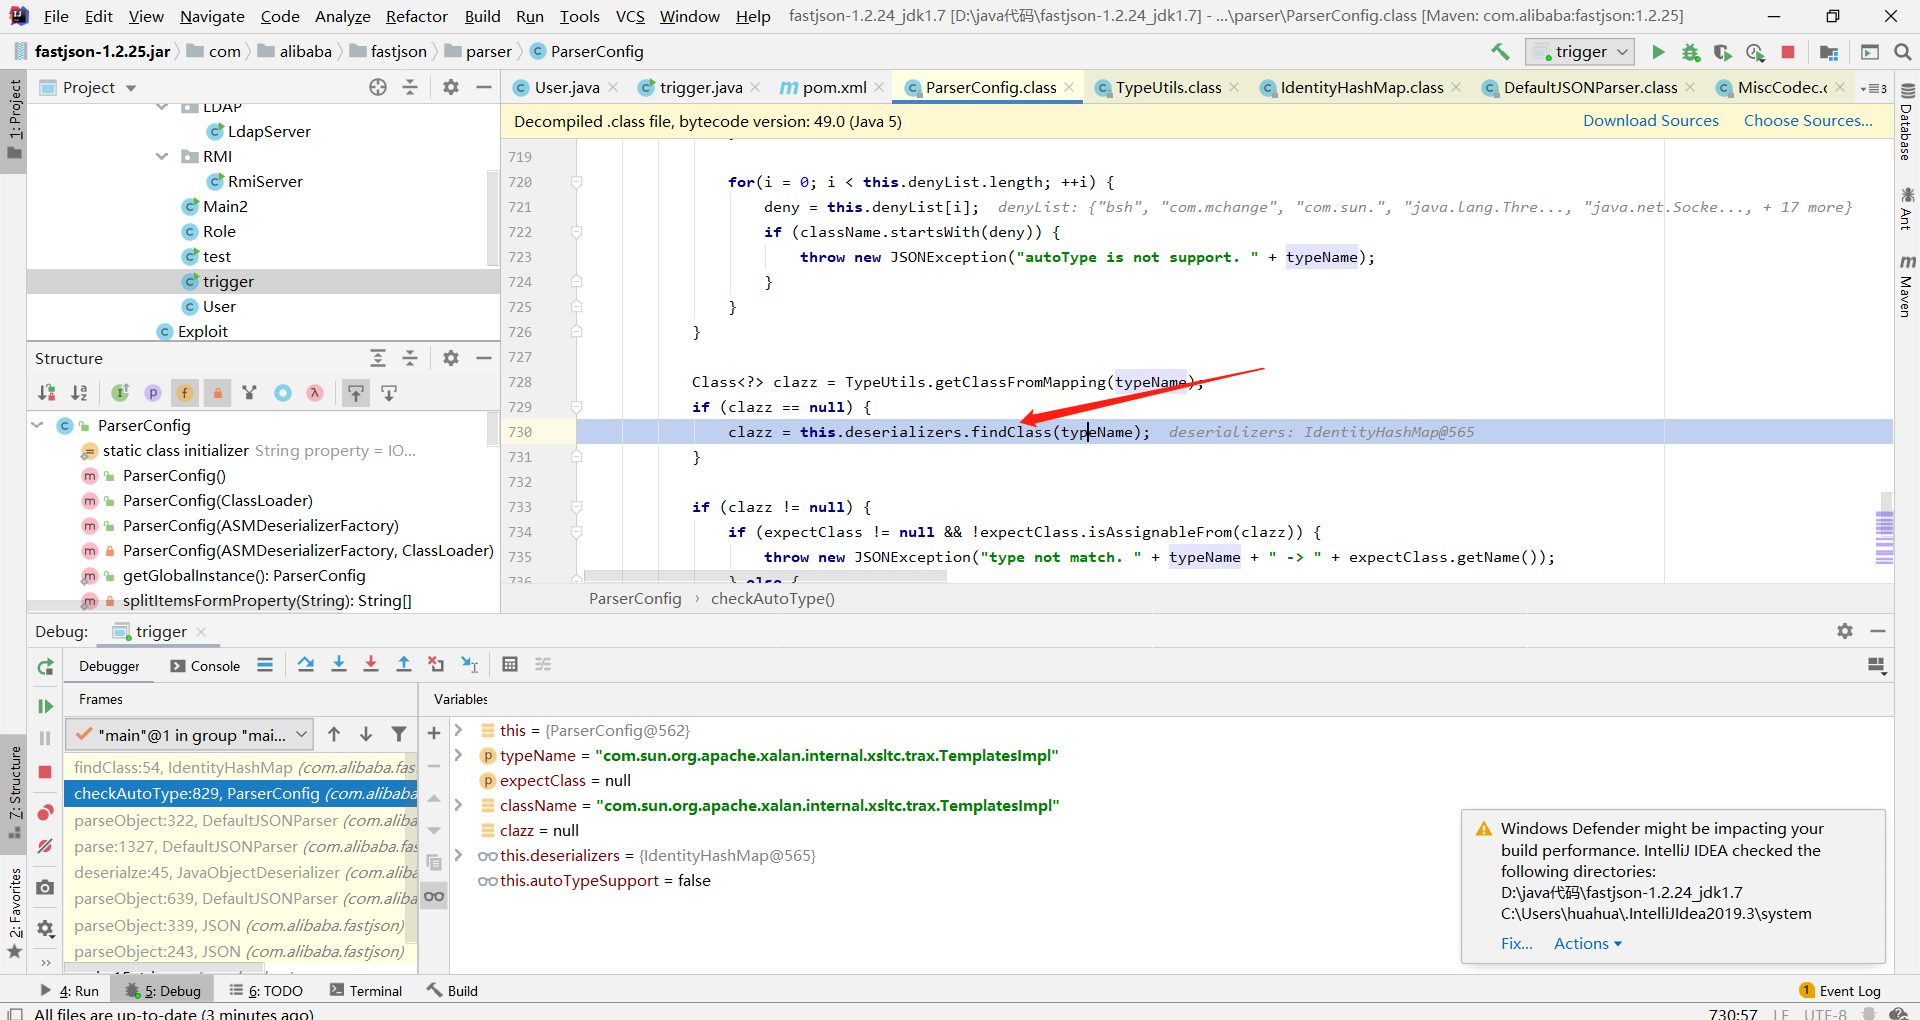 File Edit View Navigate Code Analyze Refactor Build Run Tools VCS Window Help fastjson-1.2.24_jdk1.7 [D:\java代码\fastjson-1.2.24_jdk1.7] - ...\parser\ParserConfig.class [Maven: com.alibaba:fastjson:1.2.25]
fastjson-1.2.25.jar com alibaba fastjson parser ParserConfig
trigger
1: Project
Project
LDAP
LdapServer
RMI
RmiServer
Main2
Role
test
trigger
User
Exploit
Structure
ParserConfig
static class initializer String property = IO...
ParserConfig()
ParserConfig(ClassLoader)
ParserConfig(ASMDeserializerFactory)
ParserConfig(ASMDeserializerFactory, ClassLoader)
getGlobalInstance(): ParserConfig
splitItemsFormProperty(String): String[]
User.java trigger.java pom.xml ParserConfig.class TypeUtils.class IdentityHashMap.class DefaultJSONParser.class MiscCodec.c 3
Decompiled .class file, bytecode version: 49.0 (Java 5) Download Sources Choose Sources...
719
720 for(i = 0; i < this.denyList.length; ++i) {
721 deny = this.denyList[i]; denyList: {"bsh", "com.mchange", "com.sun.", "java.lang.Thre..., "java.net.Socke..., + 17 more}
722 if (className.startsWith(deny)) {
723 throw new JSONException("autoType is not support. " + typeName);
724 }
725 }
726 }
727
728 Class<?> clazz = TypeUtils.getClassFromMapping(typeName);
729 if (clazz == null) {
730 clazz = this.deserializers.findClass(typeName); deserializers: IdentityHashMap@565
731 }
732
733 if (clazz != null) {
734 if (expectClass != null && !expectClass.isAssignableFrom(clazz)) {
735 throw new JSONException("type not match. " + typeName + " -> " + expectClass.getName());
736 } else {
ParserConfig › checkAutoType()
Database
Ant
Maven
Debug: trigger
Debugger Console
Frames
Variables
"main"@1 in group "mai...
findClass:54, IdentityHashMap (com.alibaba.fas
checkAutoType:829, ParserConfig (com.alibaba
parseObject:322, DefaultJSONParser (com.aliba
parse:1327, DefaultJSONParser (com.alibaba.fa
deserialze:45, JavaObjectDeserializer (com.aliba
parseObject:639, DefaultJSONParser (com.aliba
parseObject:339, JSON (com.alibaba.fastjson)
parseObject:243, JSON (com.alibaba.fastjson)
this = {ParserConfig@562}
typeName = "com.sun.org.apache.xalan.internal.xsltc.trax.TemplatesImpl"
expectClass = null
className = "com.sun.org.apache.xalan.internal.xsltc.trax.TemplatesImpl"
clazz = null
this.deserializers = {IdentityHashMap@565}
this.autoTypeSupport = false
7: Structure
2: Favorites
Windows Defender might be impacting your
build performance. IntelliJ IDEA checked the
following directories:
D:\java代码\fastjson-1.2.24_jdk1.7
C:\Users\huahua\.IntelliJIdea2019.3\system
Fix... Actions
4: Run 5: Debug 6: TODO Terminal Build 1 Event Log
All files are up-to-date (3 minutes ago) 730:57 LF UTF-8